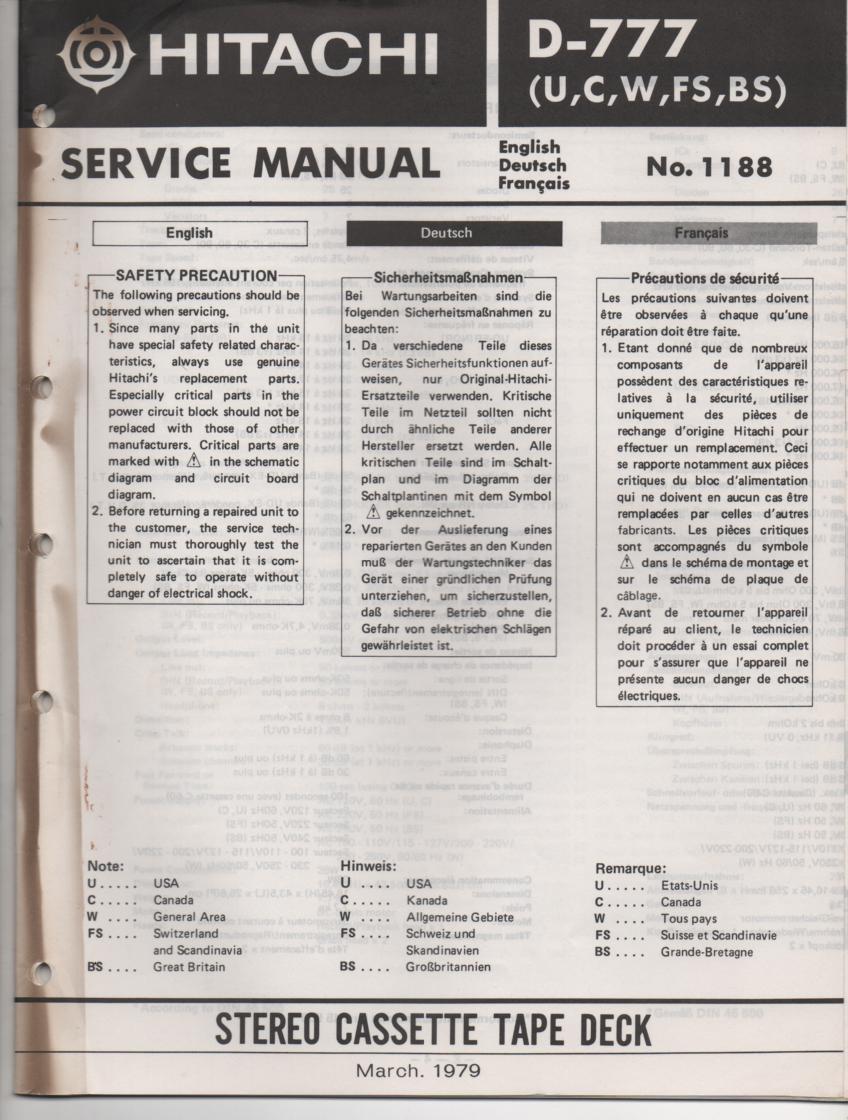 HITACHI
D-777
(U,C,W,FS,BS)
SERVICE MANUAL
English
Deutsch
Français
No. 1188
English
SAFETY PRECAUTION
The following precautions should be
observed when servicing.
1. Since many parts in the unit
have special safety related charac-
teristics, always use genuine
Hitachi's replacement parts.
Especially critical parts in the
power circuit block should not be
replaced with those of other
manufacturers. Critical parts are
marked with ⚠ in the schematic
diagram and circuit board
diagram.
2. Before returning a repaired unit to
the customer, the service tech-
nician must thoroughly test the
unit to ascertain that it is com-
pletely safe to operate without
danger of electrical shock.
Deutsch
Sicherheitsmaßnahmen
Bei Wartungsarbeiten sind die
folgenden Sicherheitsmaßnahmen zu
beachten:
1. Da verschiedene Teile dieses
Gerätes Sicherheitsfunktionen auf-
weisen, nur Original-Hitachi-
Ersatzteile verwenden. Kritische
Teile im Netzteil sollten nicht
durch ähnliche Teile anderer
Hersteller ersetzt werden. Alle
kritischen Teile sind im Schalt-
plan und im Diagramm der
Schaltplantinen mit dem Symbol
⚠ gekennzeichnet.
2. Vor der Auslieferung eines
reparierten Gerätes an den Kunden
muß der Wartungstechniker das
Gerät einer gründlichen Prüfung
unterziehen, um sicherzustellen,
daß sicherer Betrieb ohne die
Gefahr von elektrischen Schlägen
gewährleistet ist.
Français
Précautions de sécurité
Les précautions suivantes doivent
être observées à chaque qu'une
réparation doit être faite.
1. Etant donné que de nombreux
composants de l'appareil
possèdent des caractéristiques re-
latives à la sécurité, utiliser
uniquement des pièces de
rechange d'origine Hitachi pour
effectuer un remplacement. Ceci
se rapporte notamment aux pièces
critiques du bloc d'alimentation
qui ne doivent en aucun cas être
remplacées par celles d'autres
fabricants. Les pièces critiques
sont accompagnés du symbole
⚠ dans le schéma de montage et
sur le schéma de plaque de
câblage.
2. Avant de retourner l'appareil
réparé au client, le technicien
doit procéder à un essai complet
pour s'assurer que l'appareil ne
présente aucun danger de chocs
électriques.
Note:
U ..... USA
C ..... Canada
W .... General Area
FS .... Switzerland
and Scandinavia
BS .... Great Britain
Hinweis:
U .... USA
C ..... Kanada
W .... Allgemeine Gebiete
FS .... Schweiz und
Skandinavien
BS .... Großbritannien
Remarque:
U ..... Etats-Unis
C ..... Canada
W .... Tous pays
FS .... Suisse et Scandinavie
BS .... Grande-Bretagne
STEREO CASSETTE TAPE DECK
March. 1979